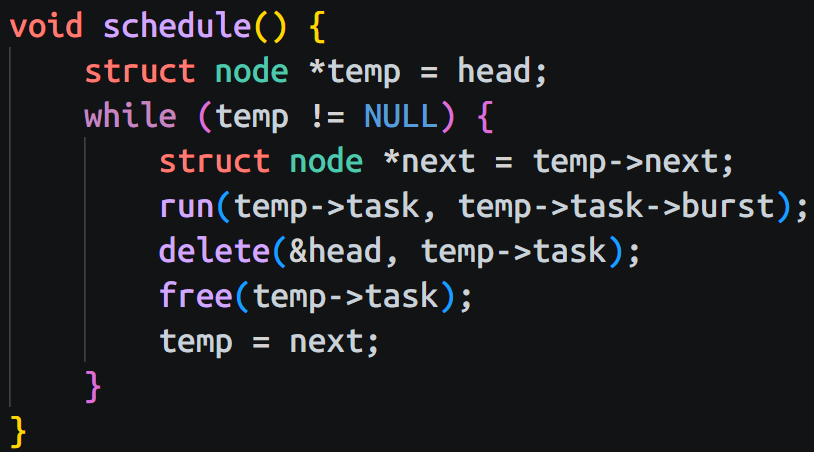 void schedule() {
    struct node *temp = head;
    while (temp != NULL) {
        struct node *next = temp->next;
        run(temp->task, temp->task->burst);
        delete(&head, temp->task);
        free(temp->task);
        temp = next;
    }
}